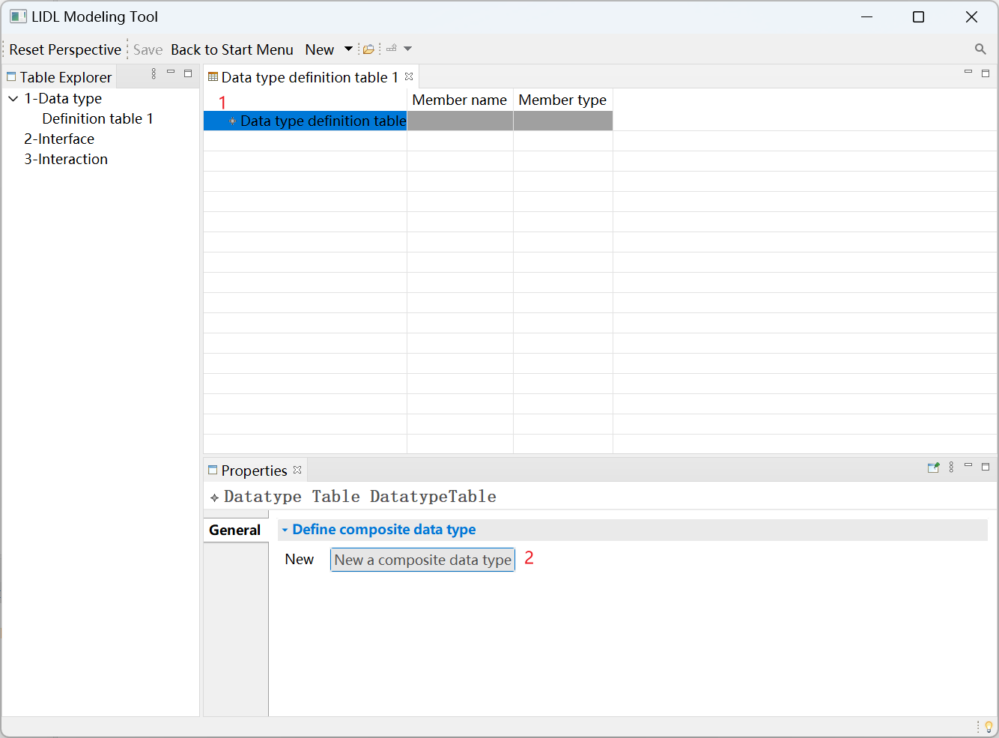 LIDL Modeling Tool
Reset Perspective Save Back to Start Menu New
Table Explorer
1-Data type
Definition table 1
2-Interface
3-Interaction
Data type definition table 1
1 Member name Member type
Data type definition table
Properties
Datatype Table DatatypeTable
General
Define composite data type
New New a composite data type 2